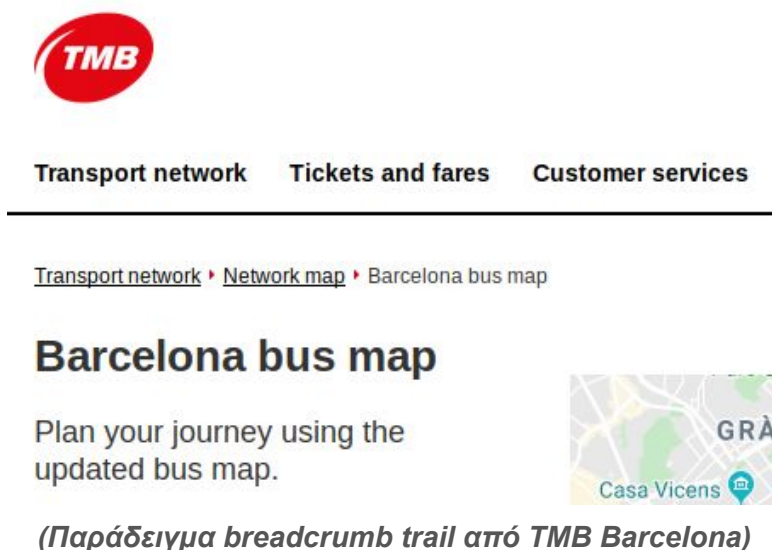 TMB
Transport network Tickets and fares Customer services
Transport network Network map Barcelona bus map
Barcelona bus map
Plan your journey using the
updated bus map.
GRÀ
Casa Vicens
(Παράδειγμα breadcrumb trail από TMB Barcelona)